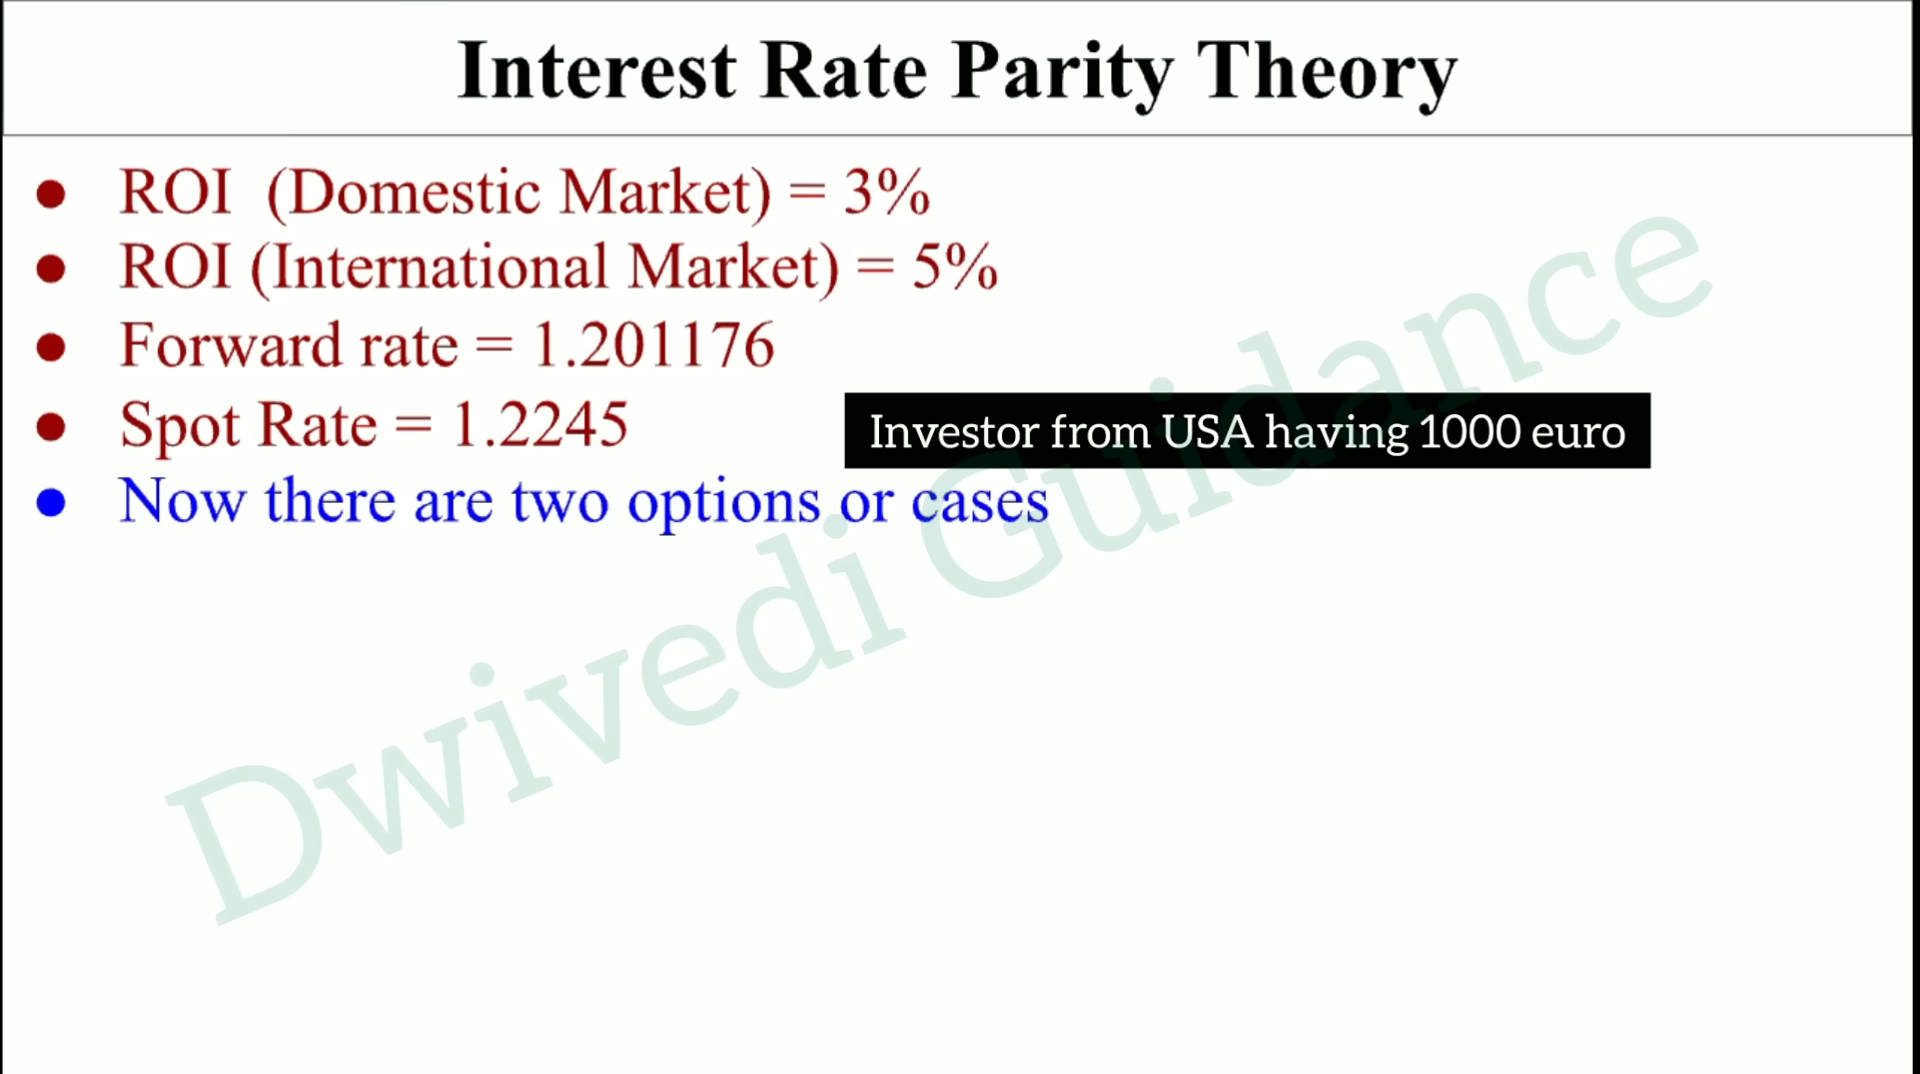 Interest Rate Parity Theory
● ROI (Domestic Market) = 3%
● ROI (International Market) = 5%
● Forward rate = 1.201176
● Spot Rate = 1.2245
Investor from USA having 1000 euro
● Now there are two options or cases
Dwivedi Guidance